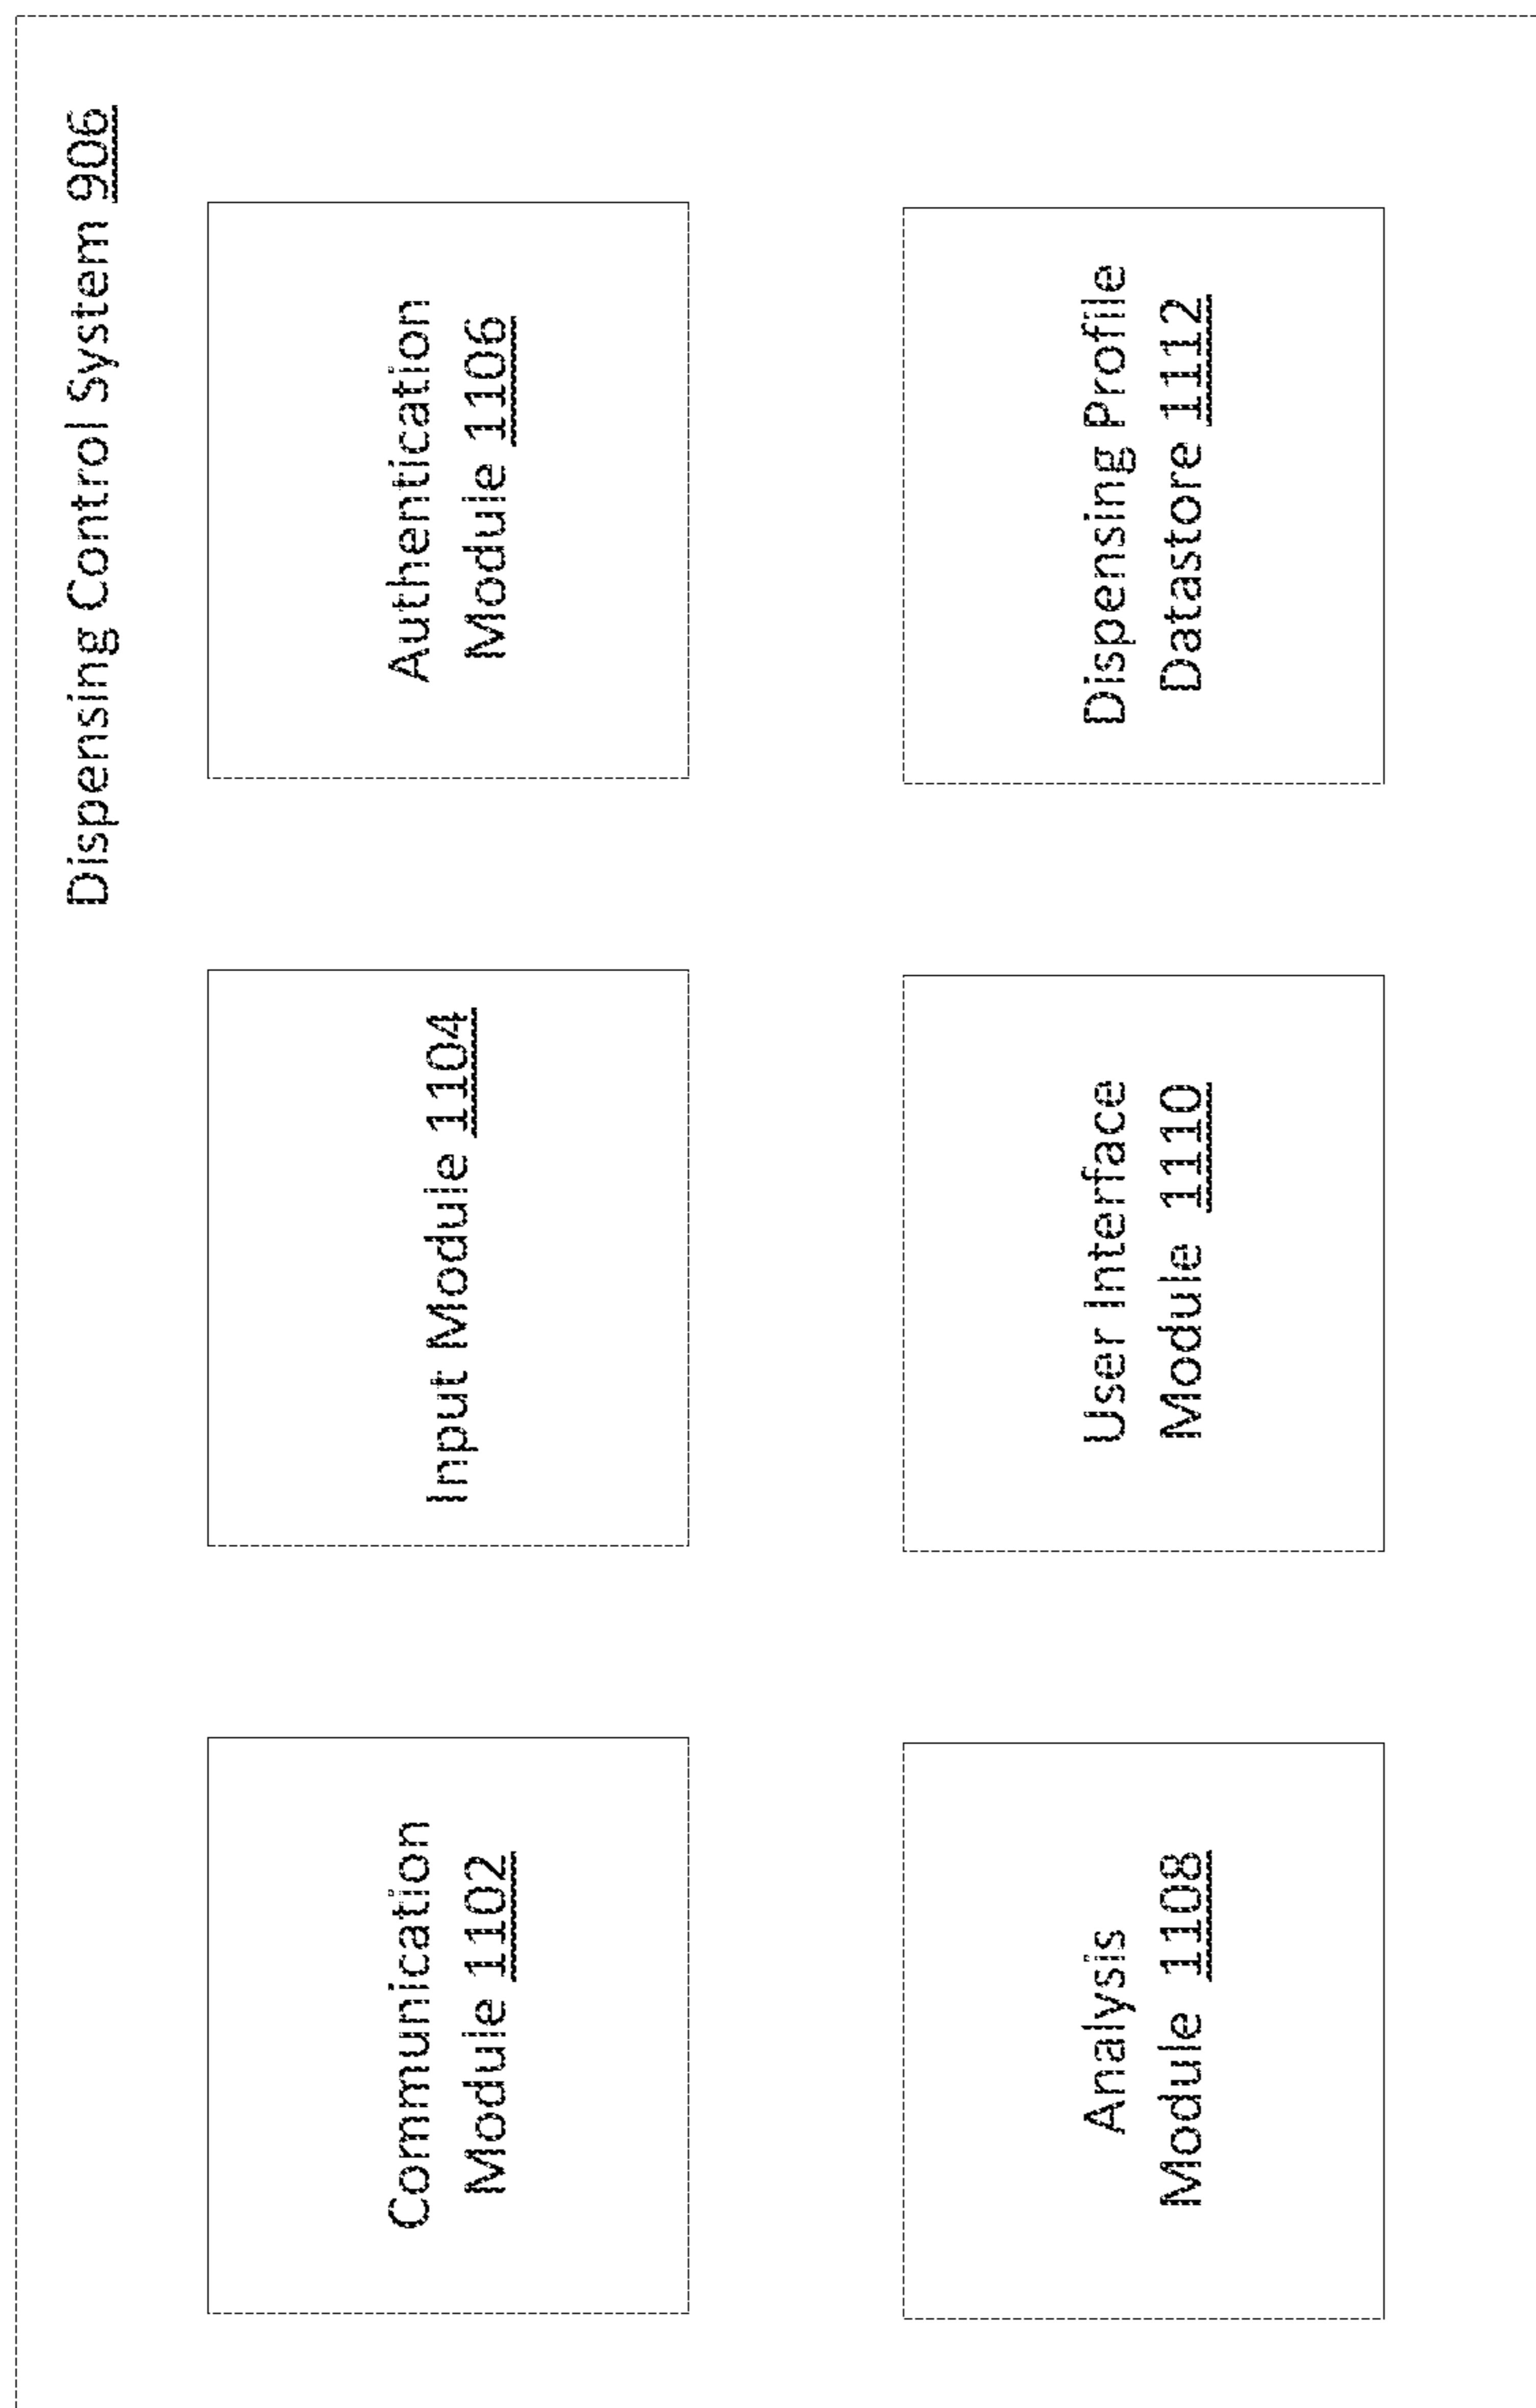 Dispensing Control System 906
Communication
Module 1102
Input Module 1104
Authentication
Module 1106
Analysis
Module 1108
User Interface
Module 1110
Dispensing Profile
Datastore 1112